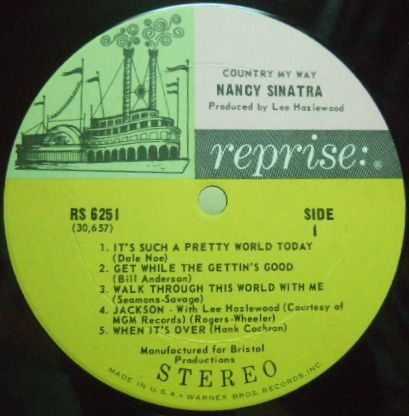 COUNTRY MY WAY
NANCY SINATRA
Produced by Lee Hazlewood
reprise:®
RS 6251
(30,657)
SIDE
1
1. IT'S SUCH A PRETTY WORLD TODAY
(Dale Noe)
2. GET WHILE THE GETTIN'S GOOD
(Bill Anderson)
3. WALK THROUGH THIS WORLD WITH ME
(Seamons-Savage)
4. JACKSON - With Lee Hazlewood (Courtesy of
MGM Records) (Rogers-Wheeler)
5. WHEN IT'S OVER (Hank Cochran)
Manufactured for Bristol
Productions
STEREO
MADE IN U.S.A. • WARNER BROS. RECORDS, INC.